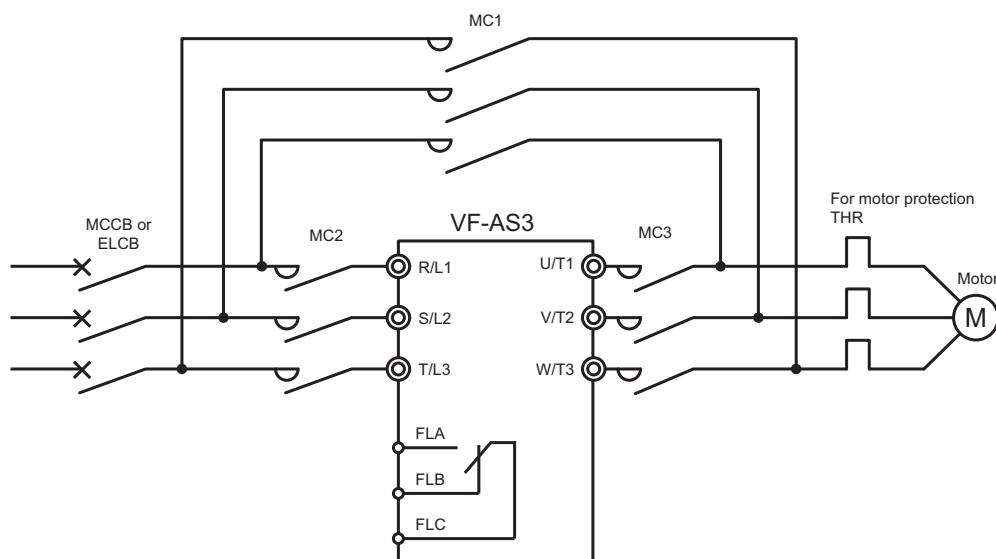 MC1
For motor protection
THR
MCCB or
ELCB
VF-AS3
MC2
MC3
R/L1
U/T1
Motor
S/L2
V/T2
M
T/L3
W/T3
FLA
FLB
FLC